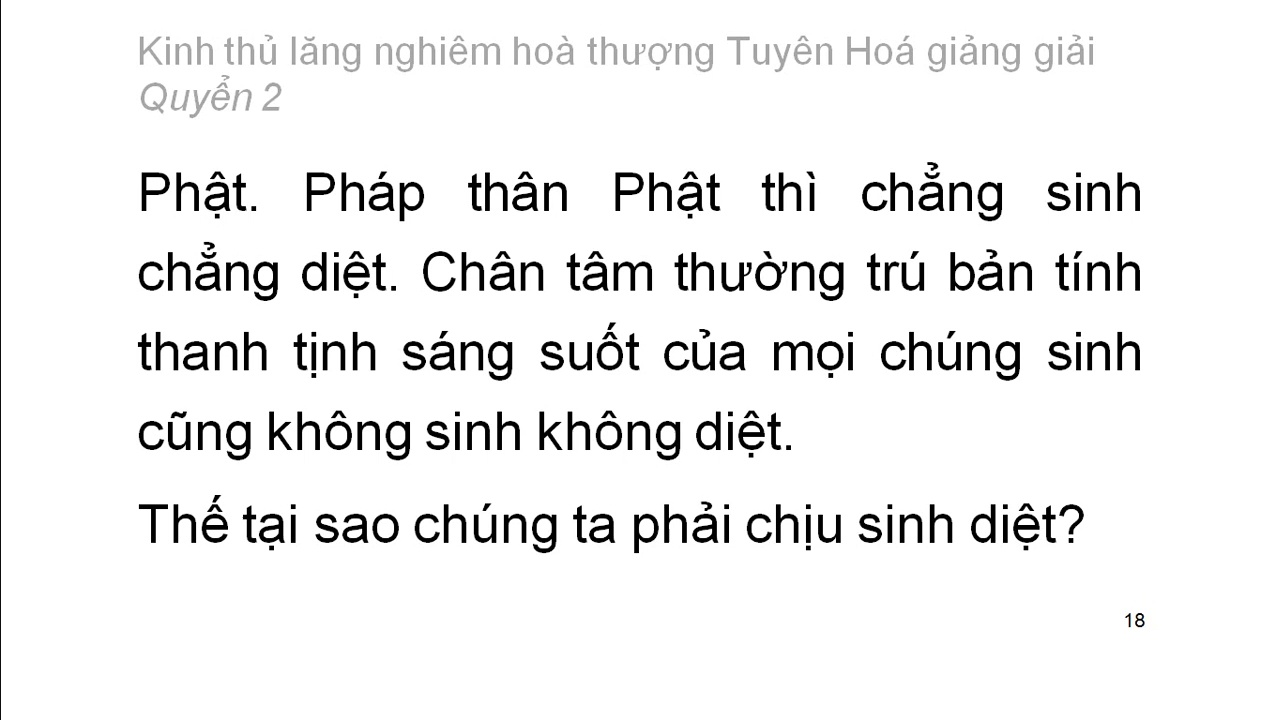 Kinh thủ lăng nghiêm hoà thượng Tuyên Hoá giảng giải
Quyển 2
Phật. Pháp thân Phật thì chẳng sinh
chẳng diệt. Chân tâm thường trú bản tính
thanh tịnh sáng suốt của mọi chúng sinh
cũng không sinh không diệt.
Thế tại sao chúng ta phải chịu sinh diệt?
18